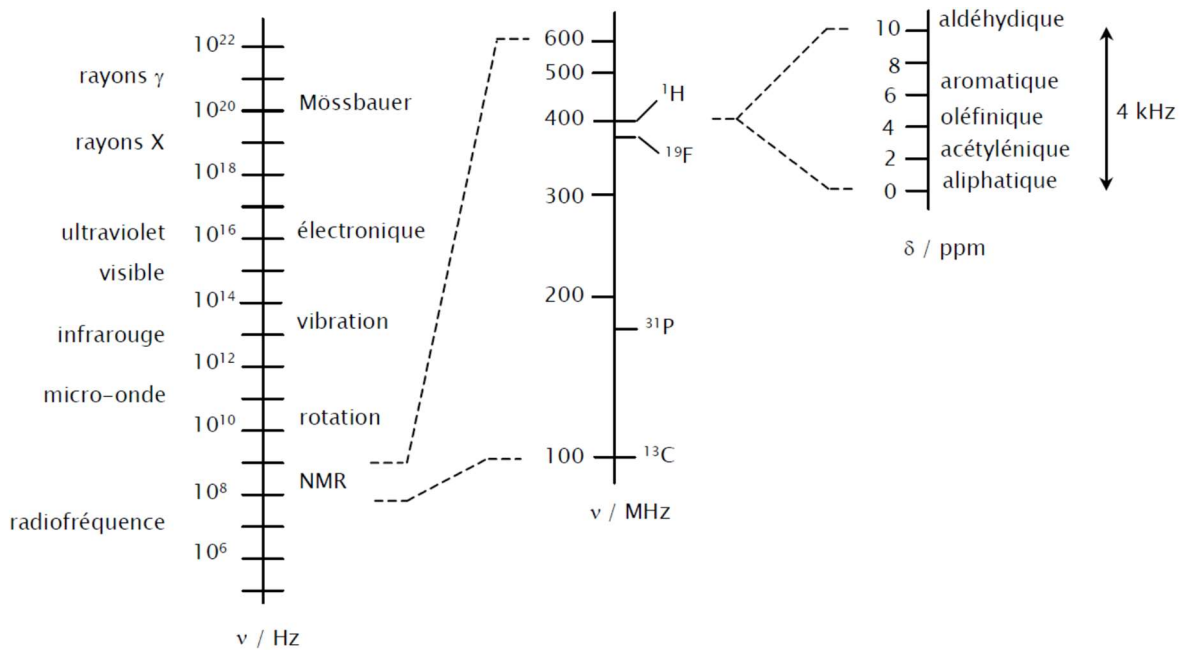 10²²
rayons γ
10²⁰
Mössbauer
rayons X
10¹⁸
ultraviolet
10¹⁶
électronique
visible
10¹⁴
infrarouge
vibration
10¹²
micro-onde
10¹⁰
rotation
10⁸
NMR
radiofréquence
10⁶
ν / Hz
600
500
400
¹H
¹⁹F
300
200
³¹P
100
¹³C
ν / MHz
10
aldéhydique
8
aromatique
6
oléfinique
4
acétylénique
2
aliphatique
0
4 kHz
δ / ppm